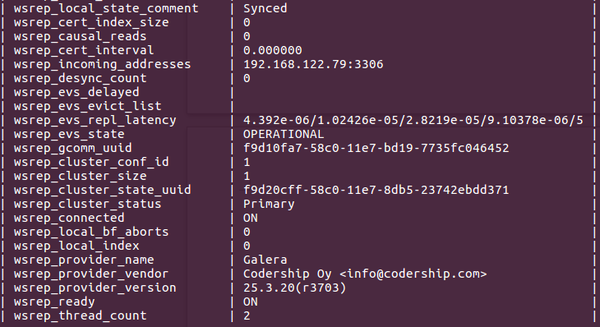 | wsrep_local_state_comment | Synced |
| wsrep_cert_index_size | 0 |
| wsrep_causal_reads | 0 |
| wsrep_cert_interval | 0.000000 |
| wsrep_incoming_addresses | 192.168.122.79:3306 |
| wsrep_desync_count | 0 |
| wsrep_evs_delayed | |
| wsrep_evs_evict_list | |
| wsrep_evs_repl_latency | 4.392e-06/1.02426e-05/2.8219e-05/9.10378e-06/5 |
| wsrep_evs_state | OPERATIONAL |
| wsrep_gcomm_uuid | f9d10fa7-58c0-11e7-bd19-7735fc046452 |
| wsrep_cluster_conf_id | 1 |
| wsrep_cluster_size | 1 |
| wsrep_cluster_state_uuid | f9d20cff-58c0-11e7-8db5-23742ebdd371 |
| wsrep_cluster_status | Primary |
| wsrep_connected | ON |
| wsrep_local_bf_aborts | 0 |
| wsrep_local_index | 0 |
| wsrep_provider_name | Galera |
| wsrep_provider_vendor | Codership Oy <info@codership.com> |
| wsrep_provider_version | 25.3.20(r3703) |
| wsrep_ready | ON |
| wsrep_thread_count | 2 |